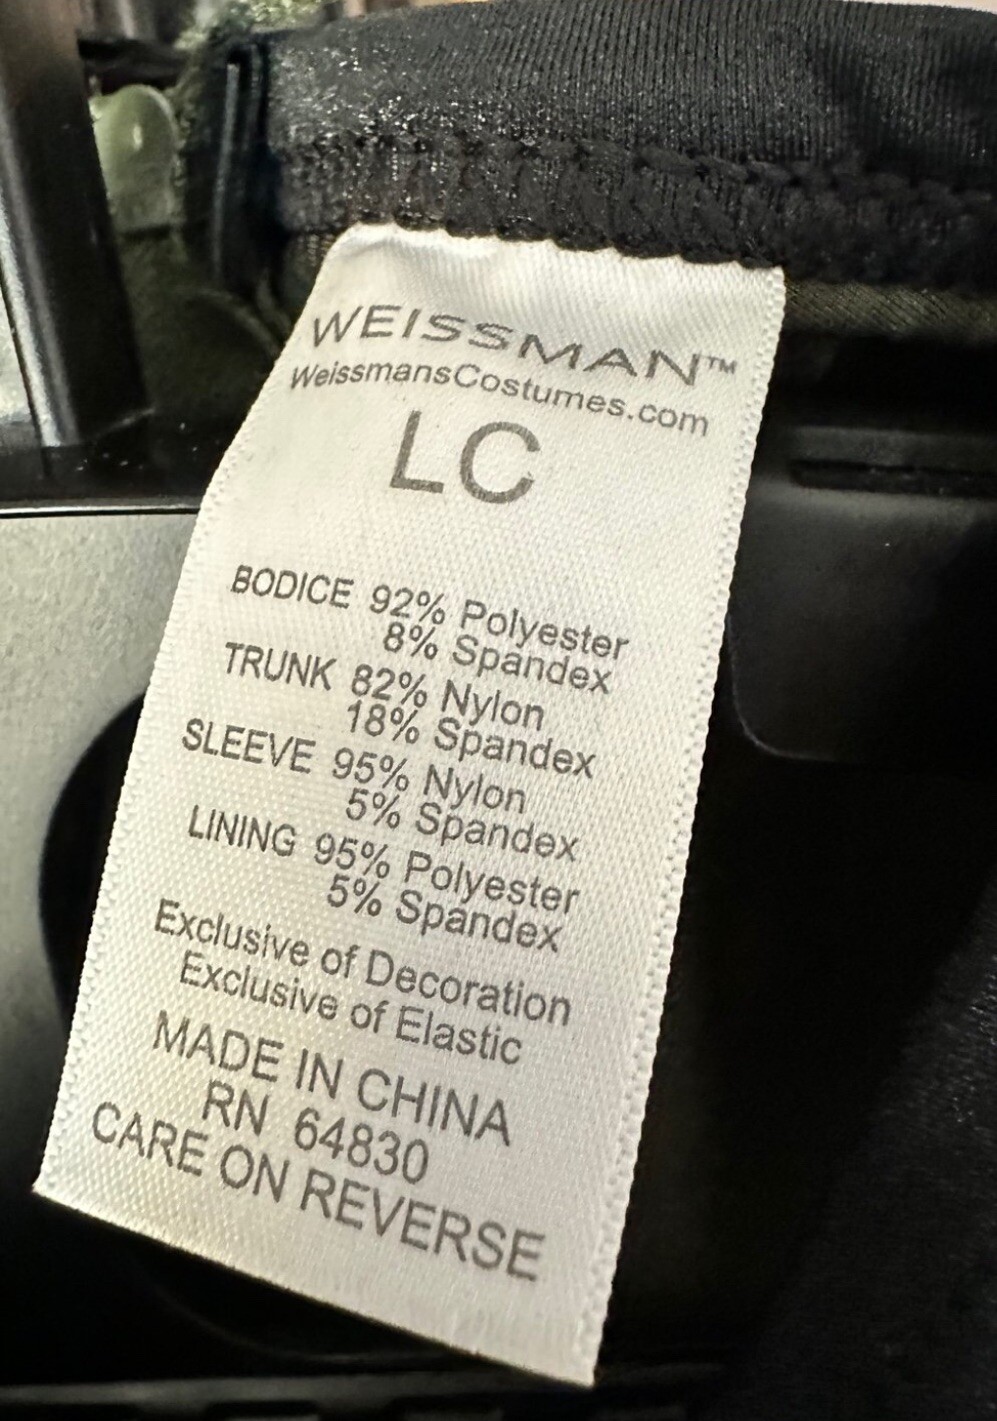 WEISSMAN™
WeissmansCostumes.com
LC
BODICE 92% Polyester
8% Spandex
TRUNK 82% Nylon
18% Spandex
SLEEVE 95% Nylon
5% Spandex
LINING 95% Polyester
5% Spandex
Exclusive of Decoration
Exclusive of Elastic
MADE IN CHINA
RN 64830
CARE ON REVERSE